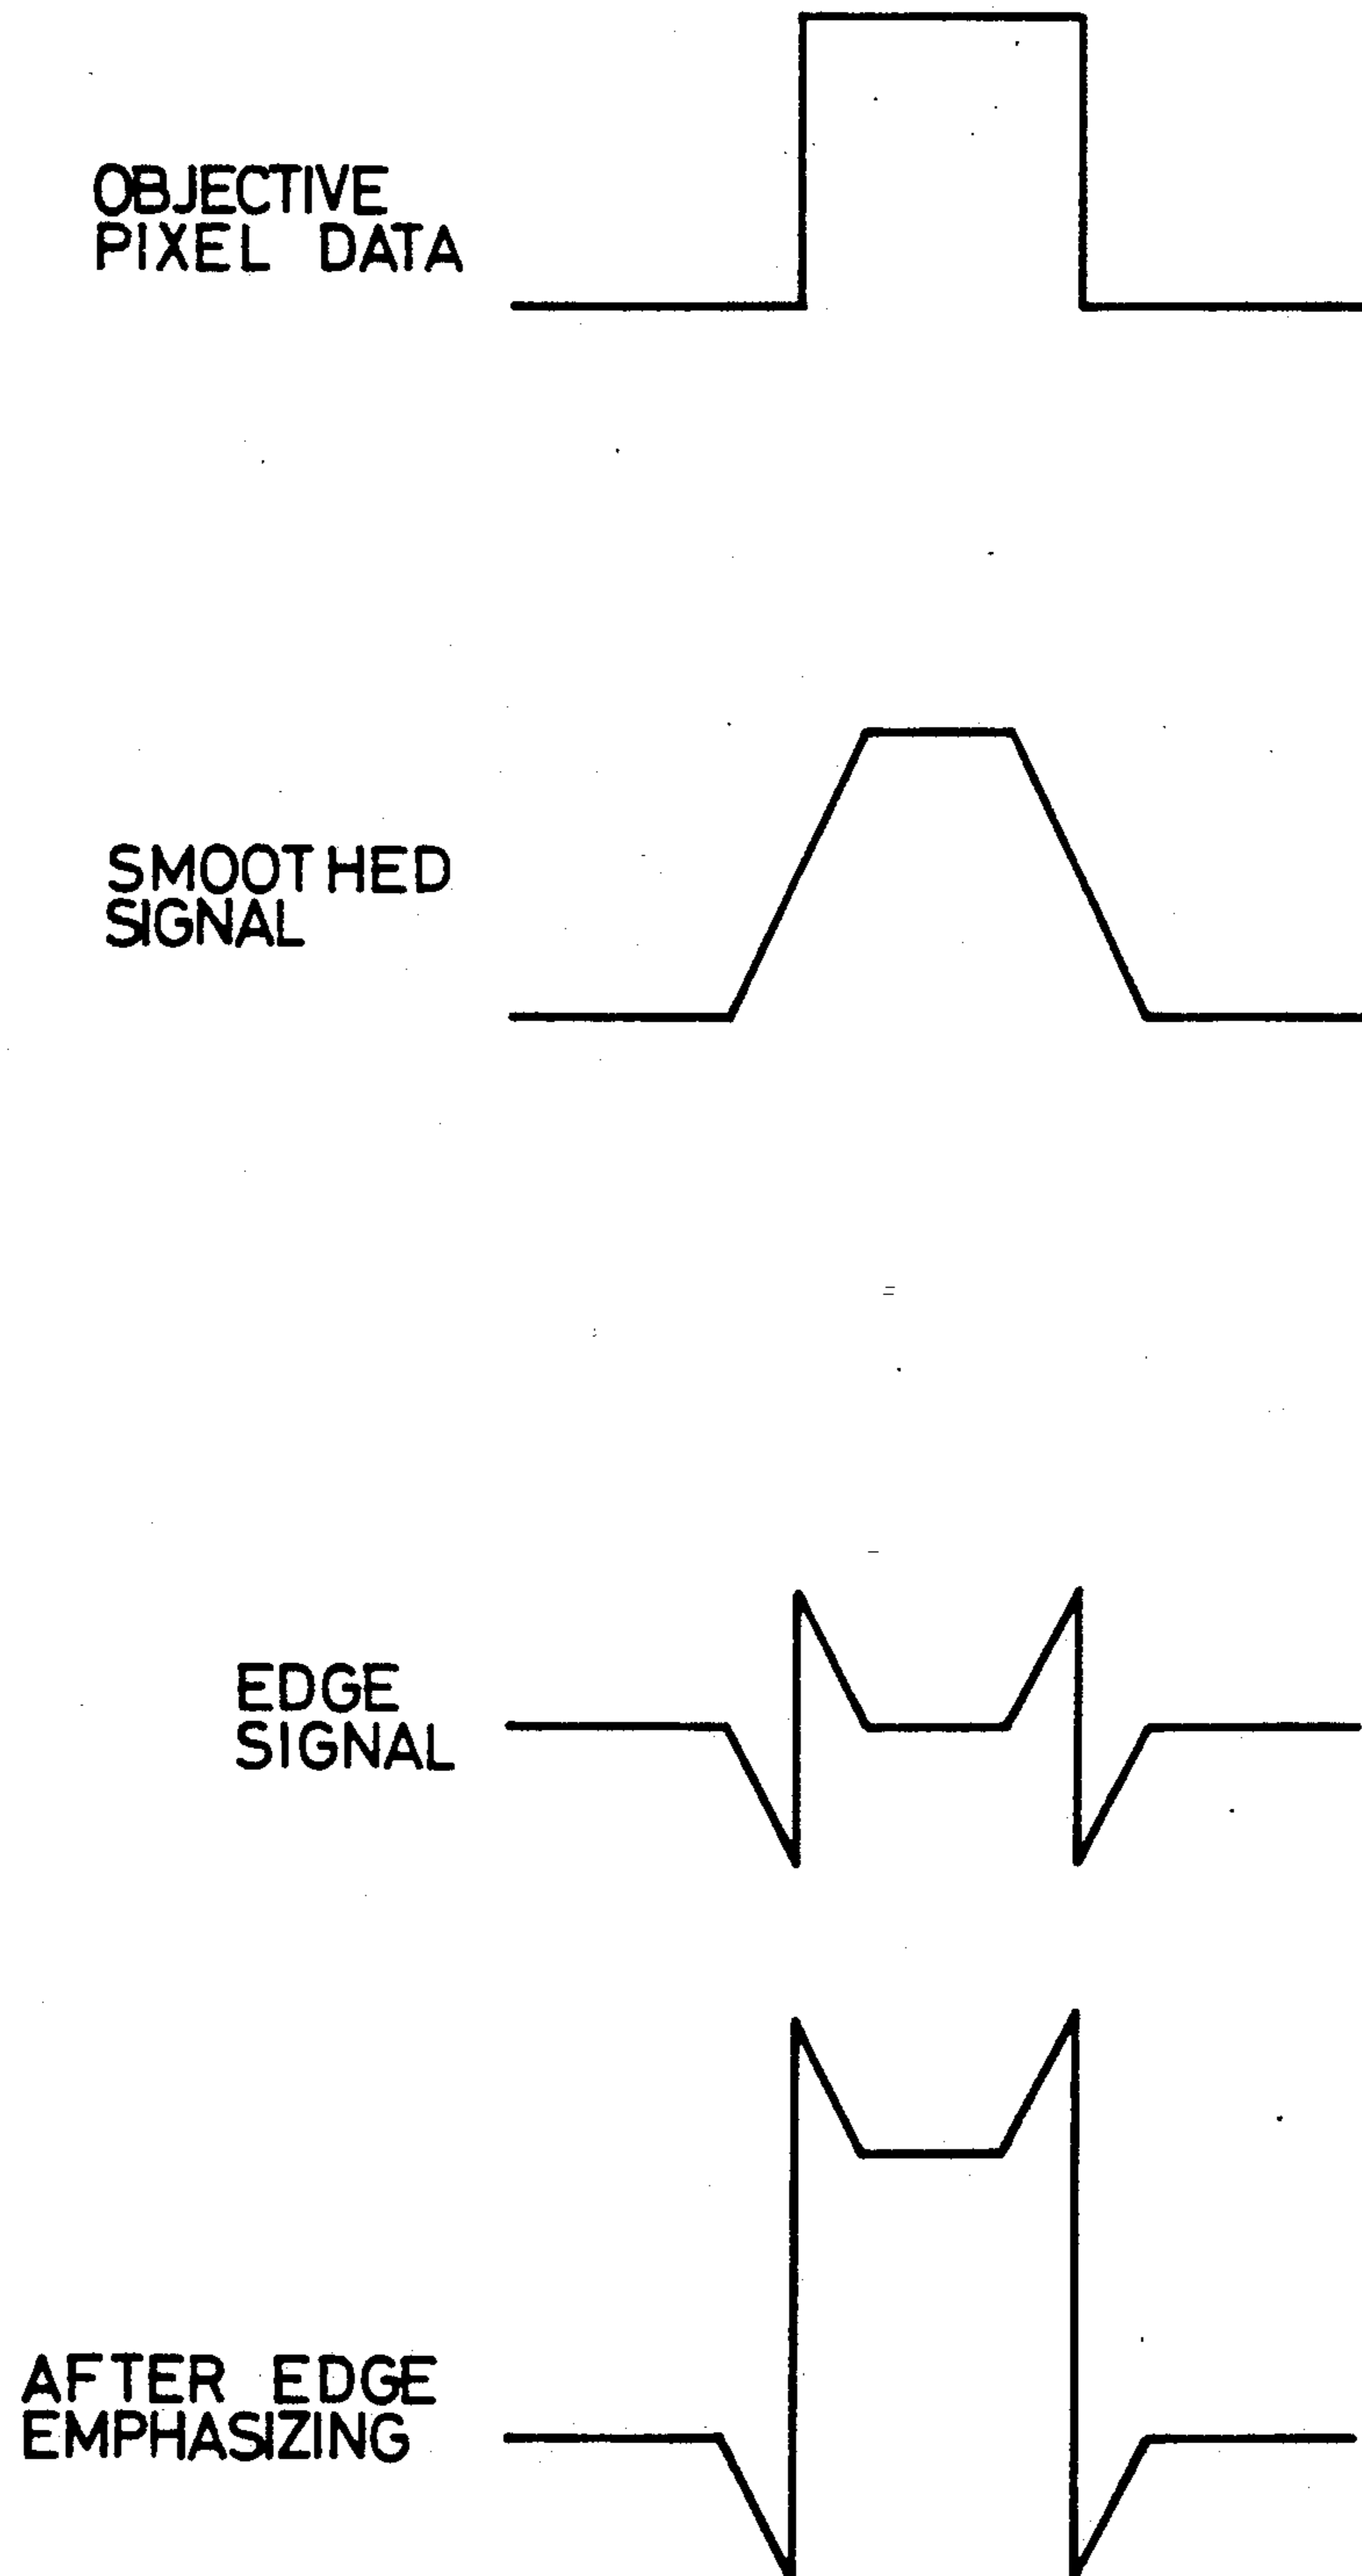 OBJECTIVE
PIXEL DATA
SMOOTHED
SIGNAL
EDGE
SIGNAL
AFTER EDGE
EMPHASIZING